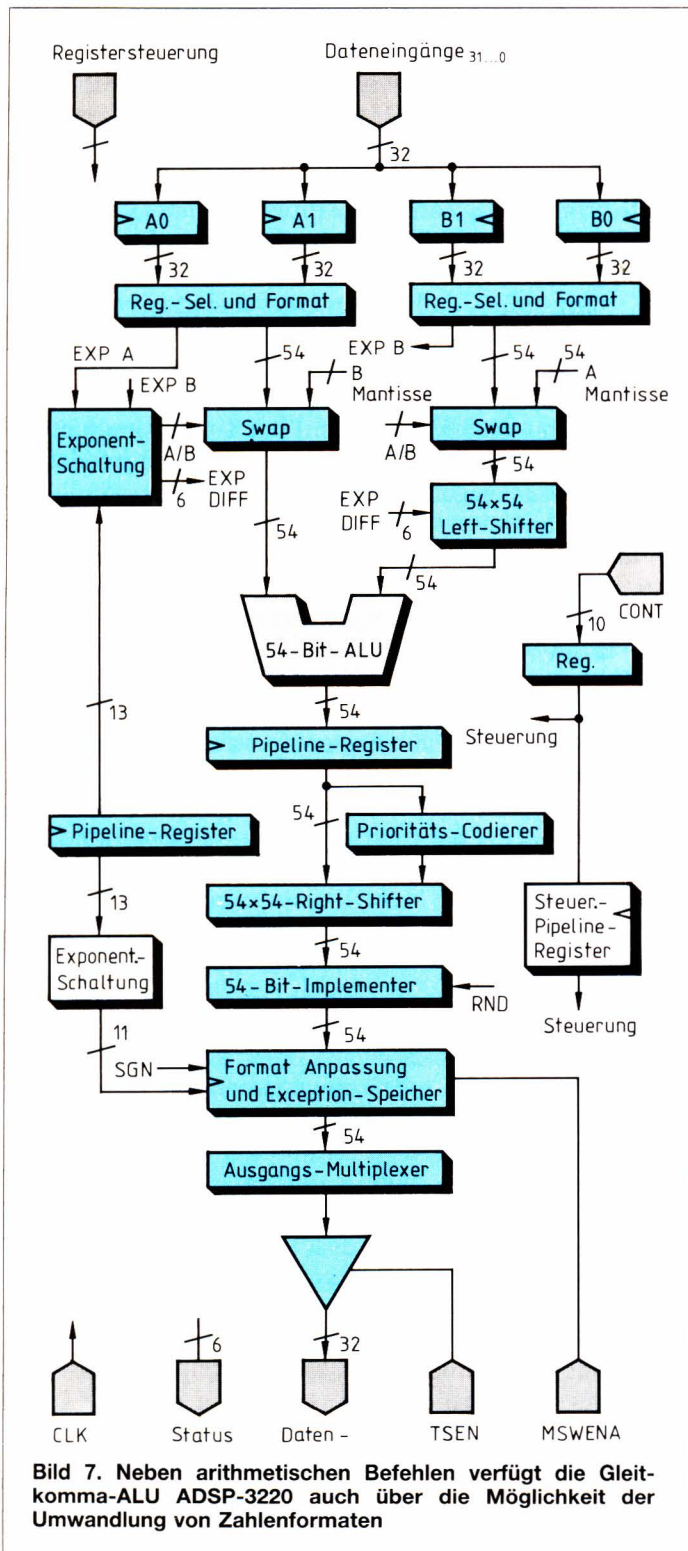 Registersteuerung
Dateneingänge 31...0
32
A0
A1
B1
B0
32
32
32
32
Reg.-Sel. und Format
Reg.-Sel. und Format
EXP A
54
EXP B
54
54
EXP B
B
Mantisse
A
Mantisse
Exponent-
Schaltung
A/B
Swap
A/B
Swap
6
EXP
DIFF
54
EXP
DIFF
6
54x54
Left-Shifter
54
54
CONT
10
54-Bit-ALU
Reg.
54
13
Steuerung
Pipeline-Register
54
Pipeline-Register
Prioritäts-Codierer
13
54x54-Right-Shifter
Steuer.-
Pipeline-
Register
Exponent.-
Schaltung
54
54-Bit-Implementer
RND
Steuerung
11
54
SGN
Format Anpassung
und Exception-Speicher
54
Ausgangs-Multiplexer
6
32
CLK
Status
Daten-
TSEN
MSWENA
Bild 7. Neben arithmetischen Befehlen verfügt die Gleit-
komma-ALU ADSP-3220 auch über die Möglichkeit der
Umwandlung von Zahlenformaten